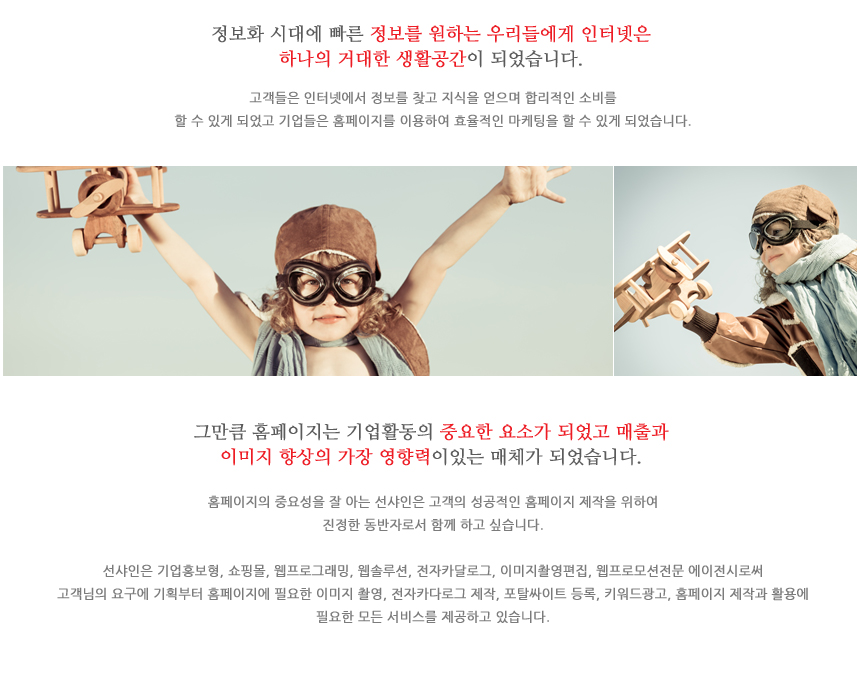 정보화 시대에 빠른 정보를 원하는 우리들에게 인터넷은
하나의 거대한 생활공간이 되었습니다.
고객들은 인터넷에서 정보를 찾고 지식을 얻으며 합리적인 소비를
할 수 있게 되었고 기업들은 홈페이지를 이용하여 효율적인 마케팅을 할 수 있게 되었습니다.
그만큼 홈페이지는 기업활동의 중요한 요소가 되었고 매출과
이미지 향상의 가장 영향력이있는 매체가 되었습니다.
홈페이지의 중요성을 잘 아는 선샤인은 고객의 성공적인 홈페이지 제작을 위하여
진정한 동반자로서 함께 하고 싶습니다.
선샤인은 기업홍보형, 쇼핑몰, 웹프로그래밍, 웹솔루션, 전자카달로그, 이미지촬영편집, 웹프로모션전문 에이전시로써
고객님의 요구에 기획부터 홈페이지에 필요한 이미지 촬영, 전자카다로그 제작, 포탈싸이트 등록, 키워드광고, 홈페이지 제작과 활용에
필요한 모든 서비스를 제공하고 있습니다.